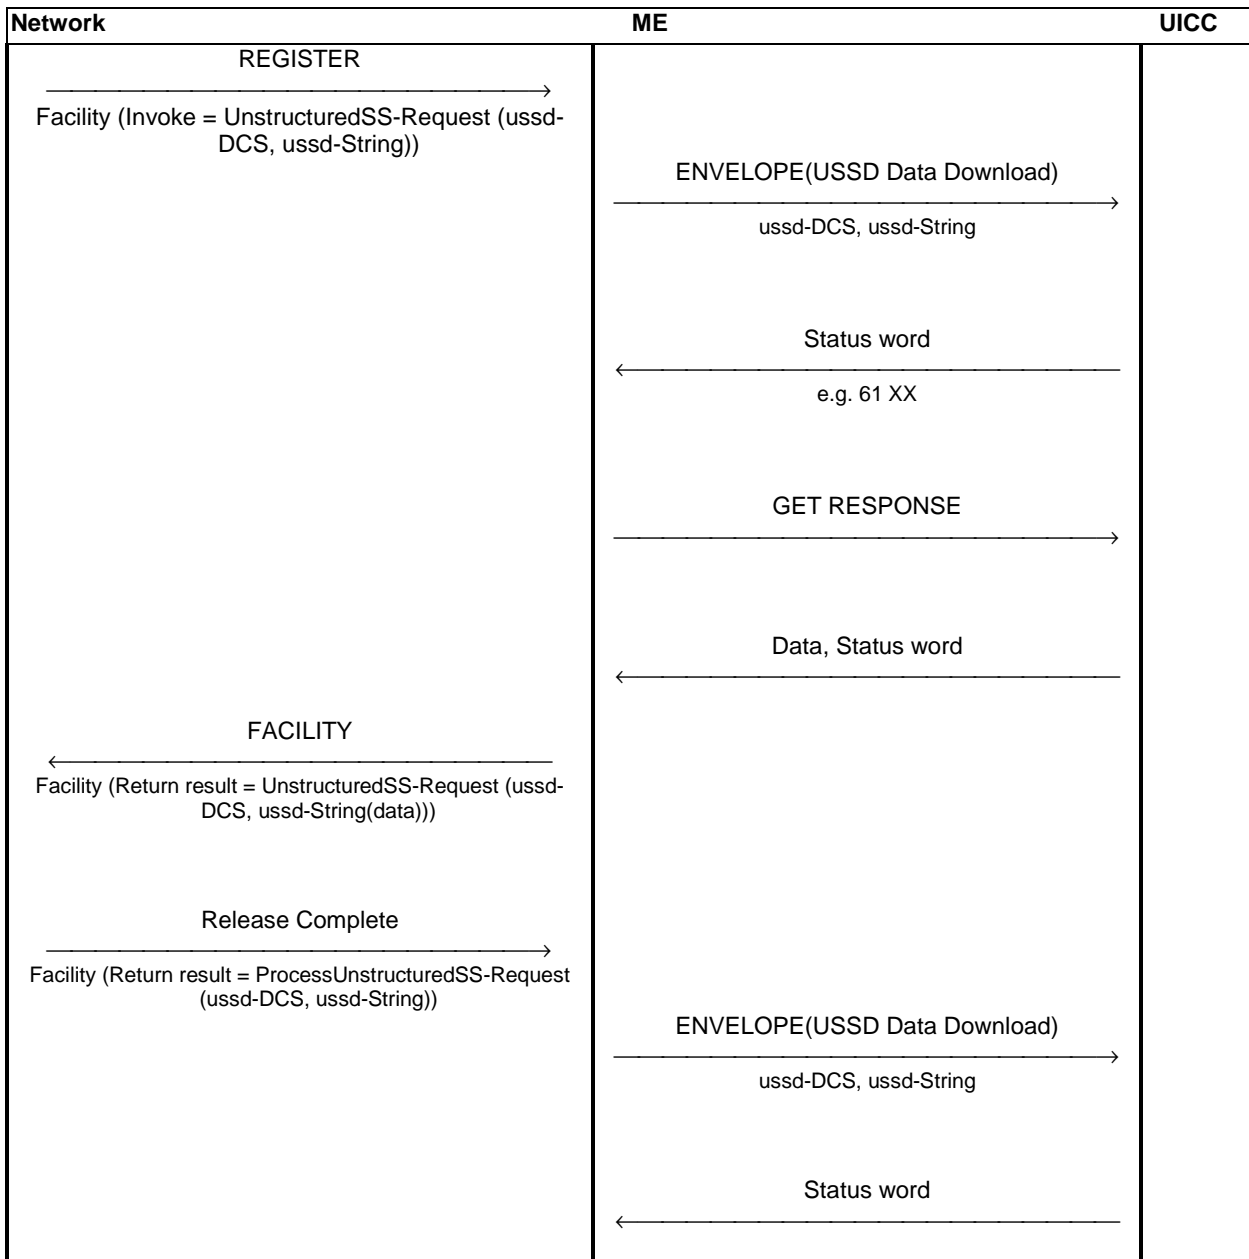 Network ME UICC
REGISTER
Facility (Invoke = UnstructuredSS-Request (ussd-
DCS, ussd-String))
ENVELOPE(USSD Data Download)
ussd-DCS, ussd-String
Status word
e.g. 61 XX
GET RESPONSE
Data, Status word
FACILITY
Facility (Return result = UnstructuredSS-Request (ussd-
DCS, ussd-String(data)))
Release Complete
Facility (Return result = ProcessUnstructuredSS-Request
(ussd-DCS, ussd-String))
ENVELOPE(USSD Data Download)
ussd-DCS, ussd-String
Status word